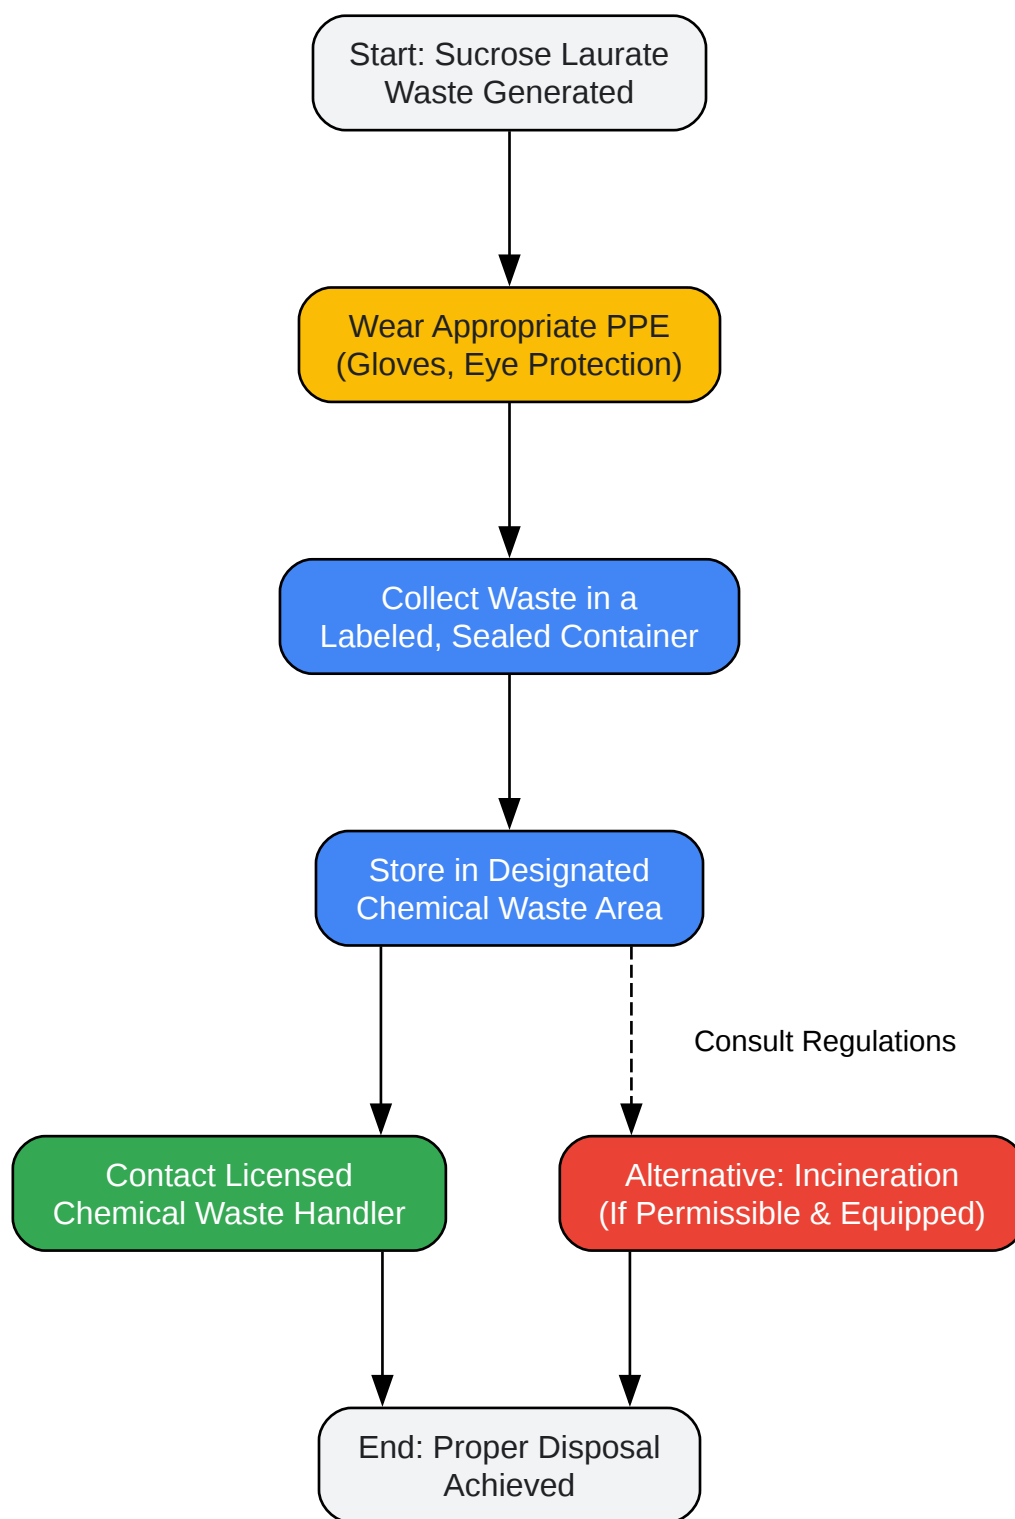 Start: Sucrose Laurate
Waste Generated
Wear Appropriate PPE
(Gloves, Eye Protection)
Collect Waste in a
Labeled, Sealed Container
Store in Designated
Chemical Waste Area
Consult Regulations
Contact Licensed
Chemical Waste Handler
Alternative: Incineration
(If Permissible & Equipped)
End: Proper Disposal
Achieved